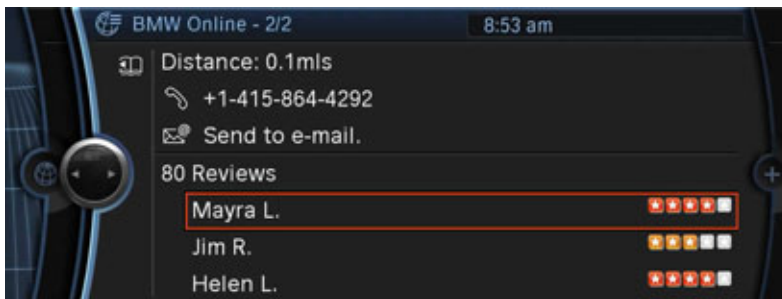 BMW Online - 2/2 8:53 am
Distance: 0.1mls
+1-415-864-4292
Send to e-mail.
80 Reviews
Mayra L.
Jim R.
Helen L.